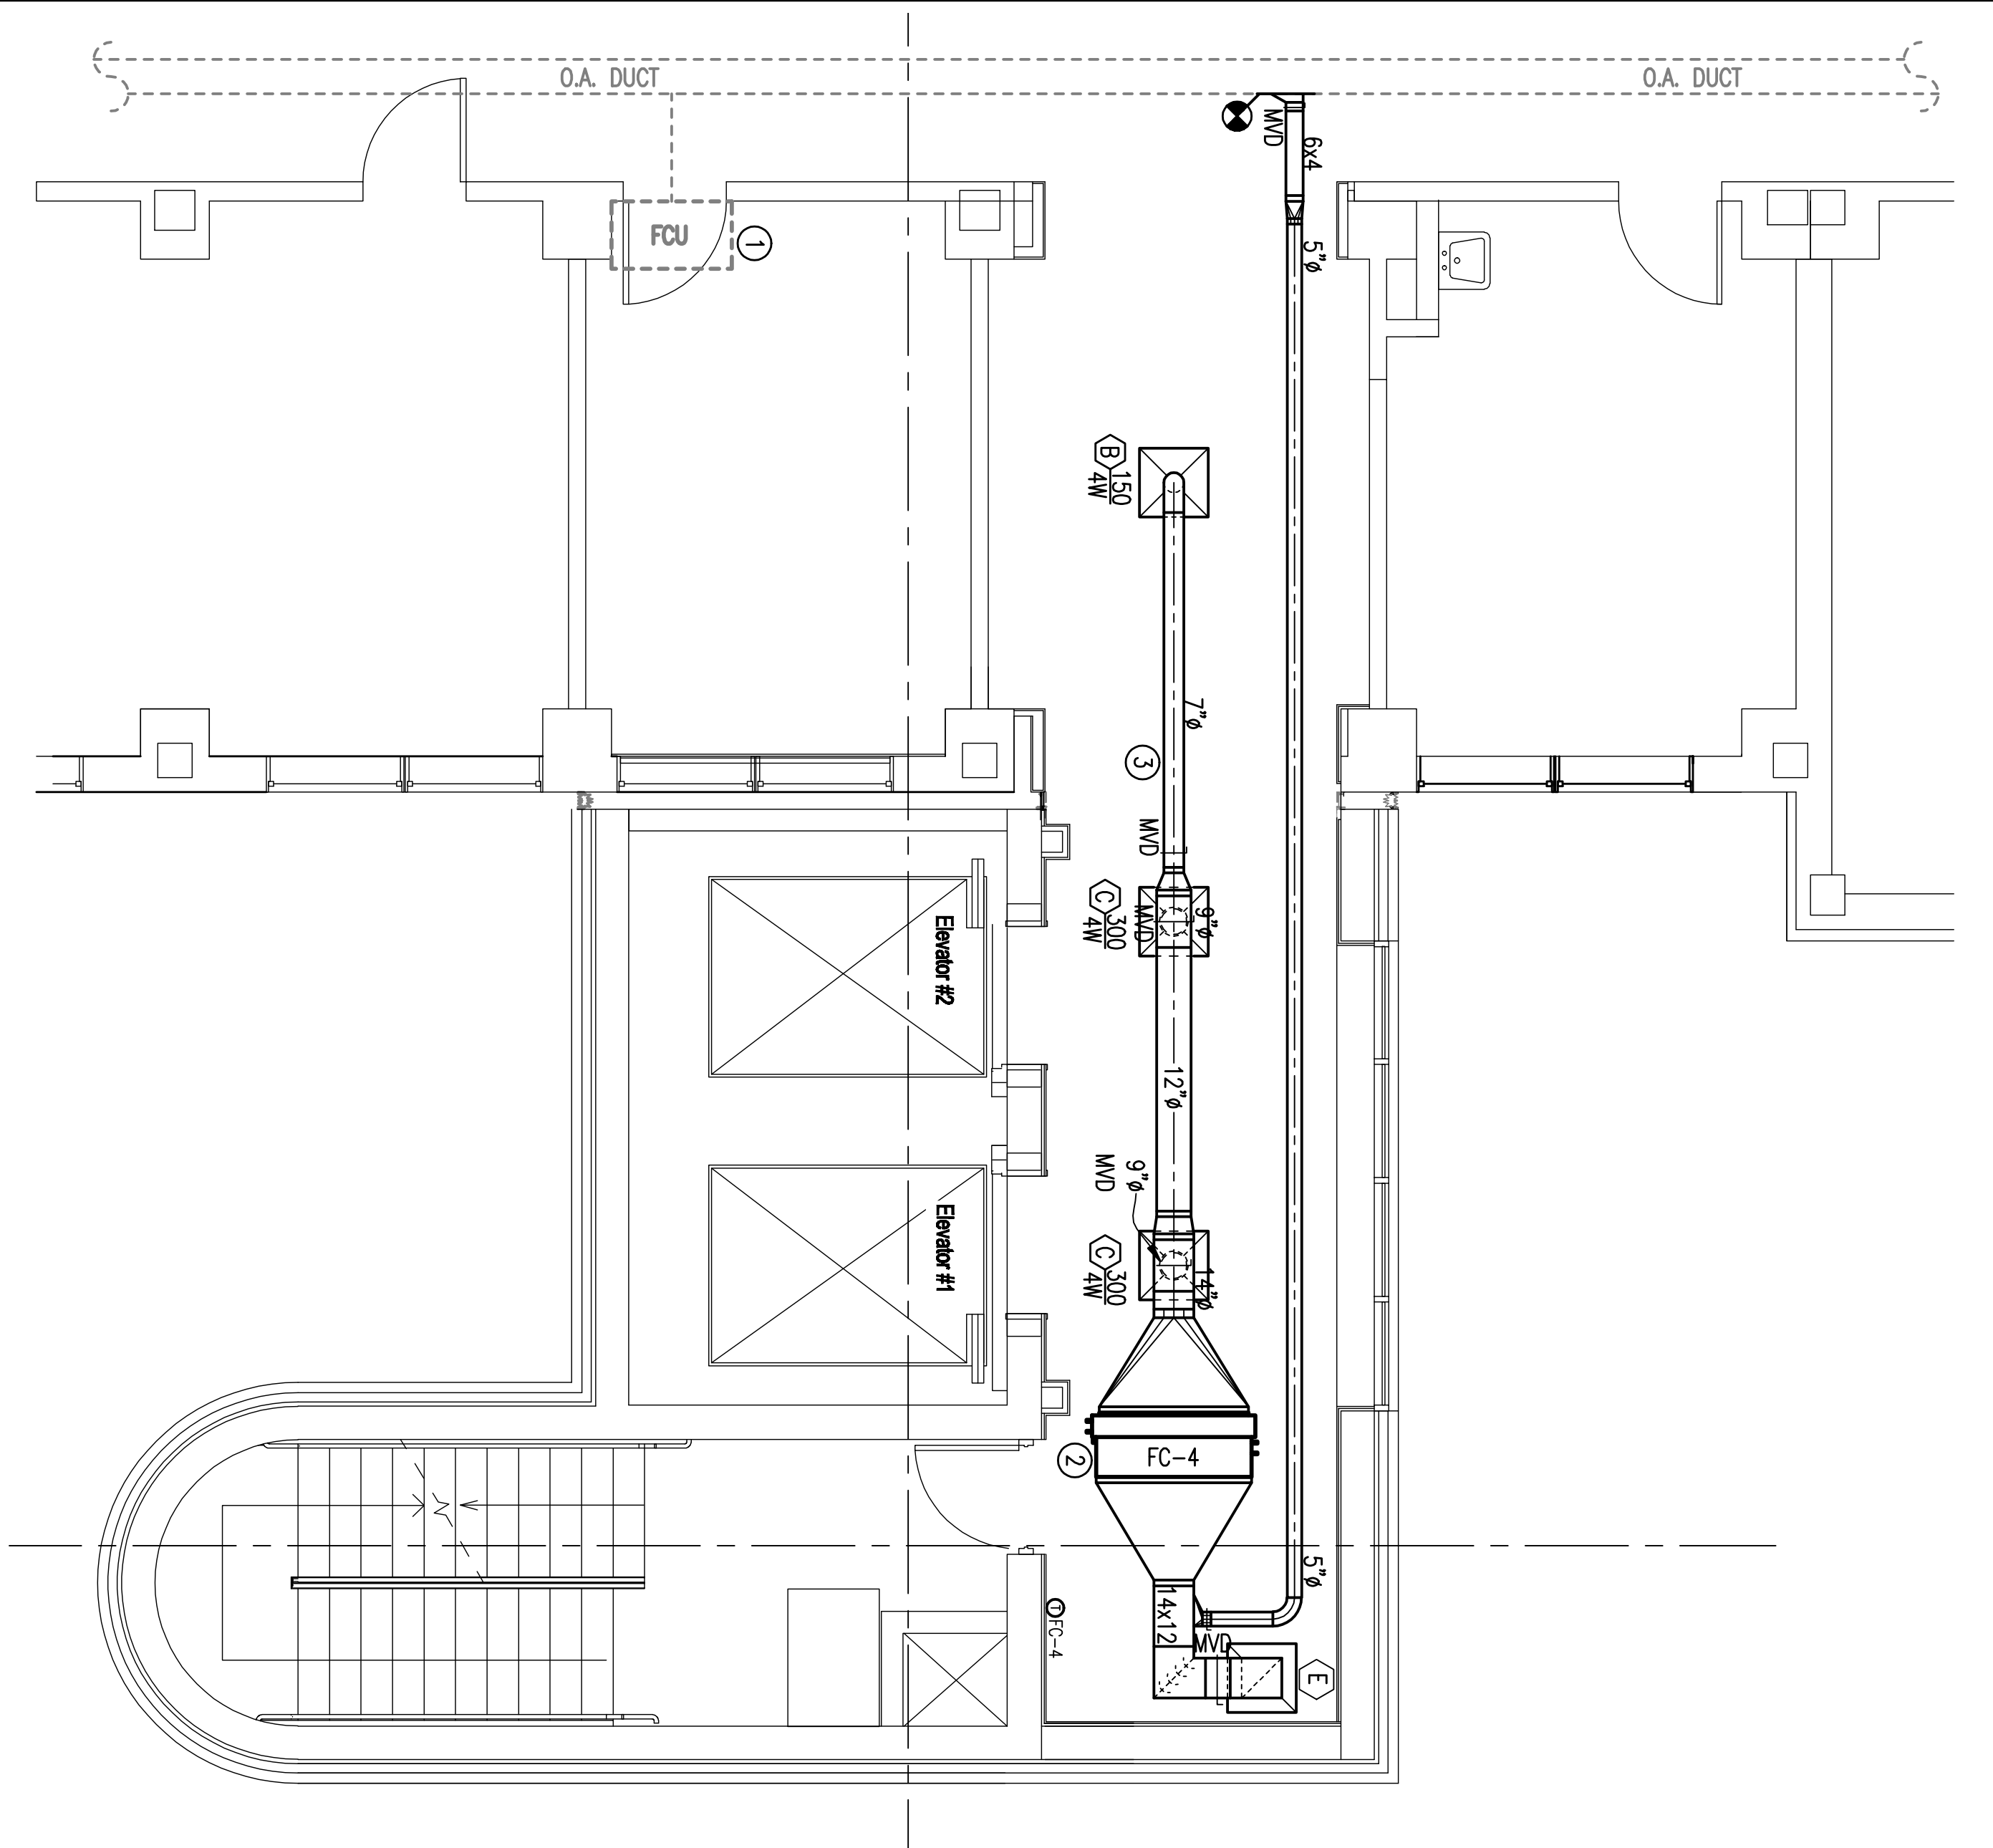 O.A. DUCT
O.A. DUCT
MVD
6x4
FCU
1
5"ø
B
150
4W
7"ø
3
MVD
C
300
4W
MVD
9"ø
Elevator #2
12"ø
MVD
9"ø
Elevator #1
C
300
4W
14"ø
2
FC-4
5"ø
T
FC-4
14x12
MVD
E